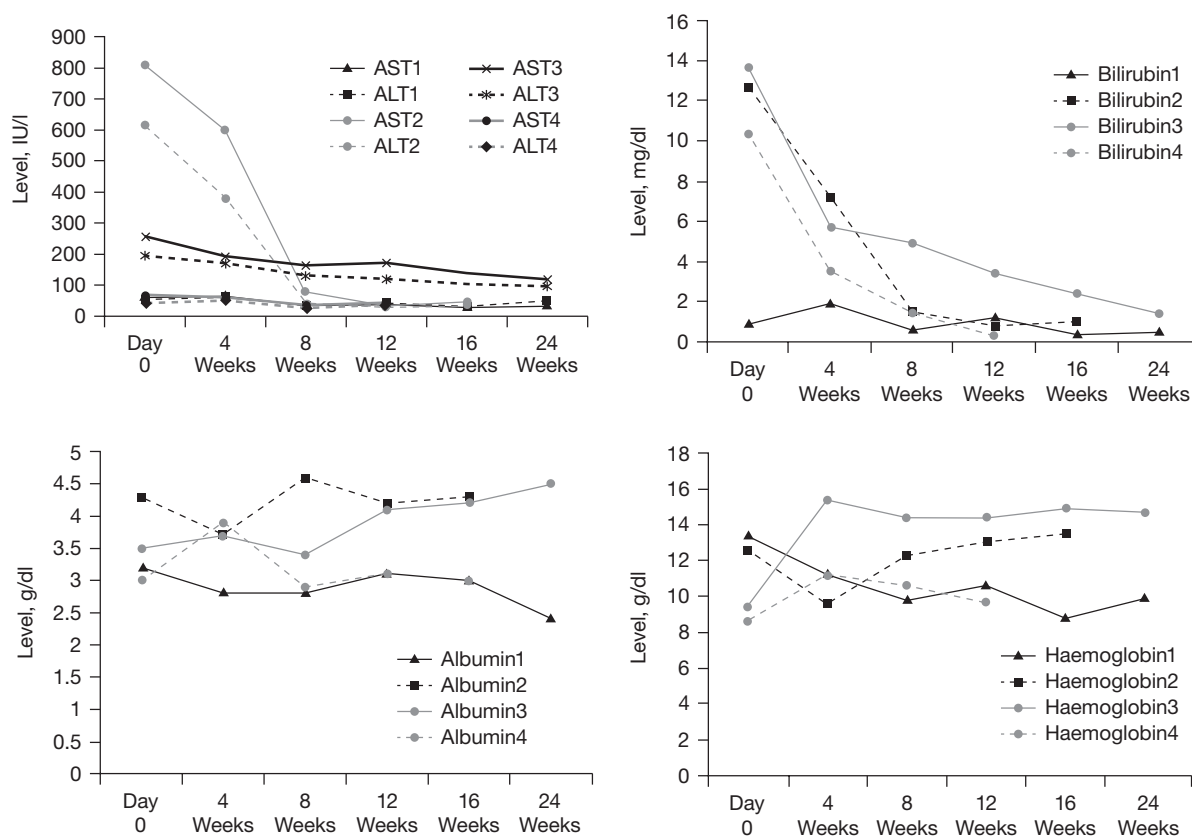 900
800
700
600
500
400
300
200
100
0
Level, IU/l
AST1
ALT1
AST2
ALT2
AST3
ALT3
AST4
ALT4
Day 4 8 12 16 24
0 Weeks Weeks Weeks Weeks Weeks
16
14
12
10
8
6
4
2
0
Level, mg/dl
Bilirubin1
Bilirubin2
Bilirubin3
Bilirubin4
Day 4 8 12 16 24
0 Weeks Weeks Weeks Weeks Weeks
5
4.5
4
3.5
3
2.5
2
1.5
1
0.5
0
Level, g/dl
Albumin1
Albumin2
Albumin3
Albumin4
Day 4 8 12 16 24
0 Weeks Weeks Weeks Weeks Weeks
18
16
14
12
10
8
6
4
2
0
Level, g/dl
Haemoglobin1
Haemoglobin2
Haemoglobin3
Haemoglobin4
Day 4 8 12 16 24
0 Weeks Weeks Weeks Weeks Weeks